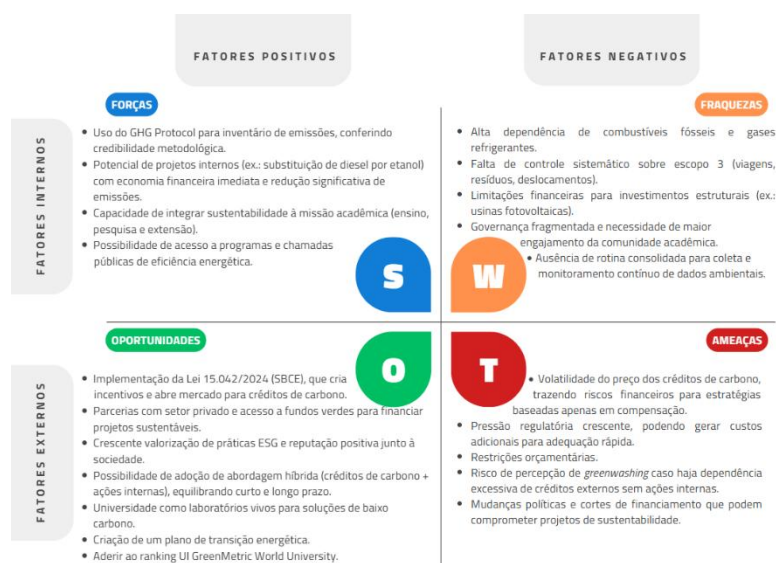 FATORES POSITIVOS
FATORES NEGATIVOS
FATORES INTERNOS
FORÇAS
• Uso do GHG Protocol para inventário de emissões, conferindo
credibilidade metodológica.
• Potencial de projetos internos (ex.: substituição de diesel por etanol)
com economia financeira imediata e redução significativa de
emissões.
• Capacidade de integrar sustentabilidade à missão acadêmica (ensino,
pesquisa e extensão).
• Possibilidade de acesso a programas e chamadas
públicas de eficiência energética.
S
FRAQUEZAS
• Alta dependência de combustíveis fósseis e gases
refrigerantes.
• Falta de controle sistemático sobre escopo 3 (viagens,
resíduos, deslocamentos).
• Limitações financeiras para investimentos estruturais (ex.:
usinas fotovoltaicas).
• Governança fragmentada e necessidade de maior
engajamento da comunidade acadêmica.
• Ausência de rotina consolidada para coleta e
monitoramento contínuo de dados ambientais.
W
FATORES EXTERNOS
OPORTUNIDADES
• Implementação da Lei 15.042/2024 (SBCE), que cria
incentivos e abre mercado para créditos de carbono.
• Parcerias com setor privado e acesso a fundos verdes para financiar
projetos sustentáveis.
• Crescente valorização de práticas ESG e reputação positiva junto à
sociedade.
• Possibilidade de adoção de abordagem híbrida (créditos de carbono +
ações internas), equilibrando curto e longo prazo.
• Universidade como laboratórios vivos para soluções de baixo
carbono.
• Criação de um plano de transição energética.
• Aderir ao ranking UI GreenMetric World University.
O
AMEAÇAS
• Volatilidade do preço dos créditos de carbono,
trazendo riscos financeiros para estratégias
baseadas apenas em compensação.
• Pressão regulatória crescente, podendo gerar custos
adicionais para adequação rápida.
• Restrições orçamentárias.
• Risco de percepção de greenwashing caso haja dependência
excessiva de créditos externos sem ações internas.
• Mudanças políticas e cortes de financiamento que podem
comprometer projetos de sustentabilidade.
T